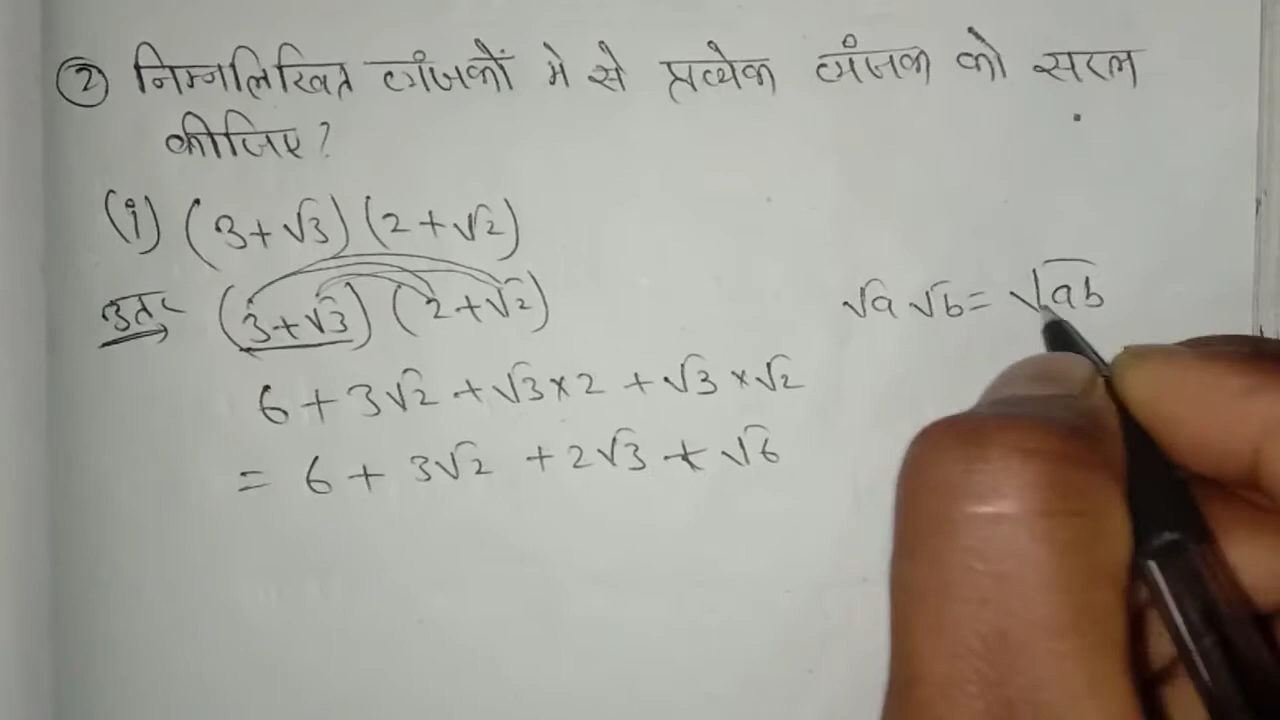 ② निम्नलिखित व्यंजकों मे से प्रत्येक व्यंजक को सरल
कीजिए?
(i) (3+√3)(2+√2)
उत्तर (3+√3)(2+√2)
√a √b = √ab
6+3√2+√3×2+√3×√2
= 6+3√2+2√3+√6